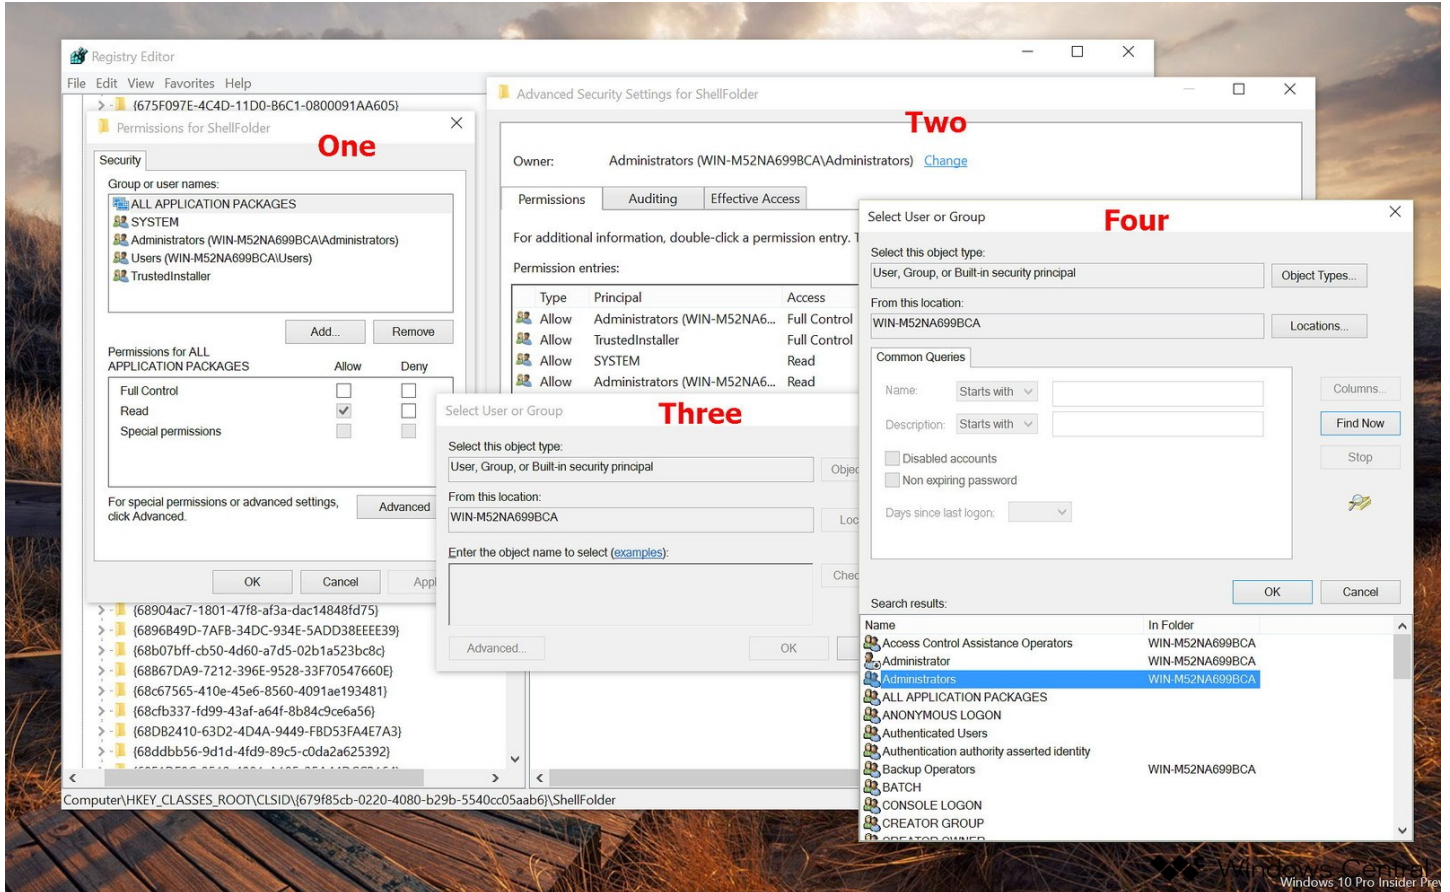 Registry Editor
File Edit View Favorites Help
{675F097E-4C4D-11D0-B6C1-0800091AA605}
Permissions for ShellFolder
One
Security
Group or user names:
ALL APPLICATION PACKAGES
SYSTEM
Administrators (WIN-M52NA699BCA\Administrators)
Users (WIN-M52NA699BCA\Users)
TrustedInstaller
Add...
Remove
Permissions for ALL
APPLICATION PACKAGES
Allow
Deny
Full Control
Read
Special permissions
For special permissions or advanced settings,
click Advanced.
Advanced
OK
Cancel
{68904ac7-1801-47f8-af3a-dac14848fd75}
{6896B49D-7AFB-34DC-934E-5ADD38EEEE39}
{68b07bff-cb50-4d60-a7d5-02b1a523bc8c}
{68B67DA9-7212-396E-9528-33F70547660E}
{68c67565-410e-45e6-8560-4091ae193481}
{68cfb337-fd99-43af-a64f-8b84c9ce6a56}
{68DB2410-63D2-4D4A-9449-FBD53FA4E7A3}
{68ddbb56-9d1d-4fd9-89c5-c0da2a625392}
Computer\HKEY_CLASSES_ROOT\CLSID\{679f85cb-0220-4080-b29b-5540cc05aab6}\ShellFolder
Advanced Security Settings for ShellFolder
Two
Owner:
Administrators (WIN-M52NA699BCA\Administrators) Change
Permissions
Auditing
Effective Access
For additional information, double-click a permission entry.
Permission entries:
Type Principal Access
Allow Administrators (WIN-M52NA6... Full Control
Allow TrustedInstaller Full Control
Allow SYSTEM Read
Allow Administrators (WIN-M52NA6... Read
Select User or Group
Three
Select this object type:
User, Group, or Built-in security principal
From this location:
WIN-M52NA699BCA
Enter the object name to select (examples):
Advanced...
OK
Select User or Group
Four
Select this object type:
User, Group, or Built-in security principal
Object Types...
From this location:
WIN-M52NA699BCA
Locations...
Common Queries
Name: Starts with
Description: Starts with
Disabled accounts
Non expiring password
Days since last logon:
Columns...
Find Now
Stop
OK
Cancel
Search results:
Name In Folder
Access Control Assistance Operators WIN-M52NA699BCA
Administrator WIN-M52NA699BCA
Administrators WIN-M52NA699BCA
ALL APPLICATION PACKAGES
ANONYMOUS LOGON
Authenticated Users
Authentication authority asserted identity
Backup Operators WIN-M52NA699BCA
BATCH
CONSOLE LOGON
CREATOR GROUP
CREATOR OWNER
Windows Central
Windows 10 Pro Insider Prev